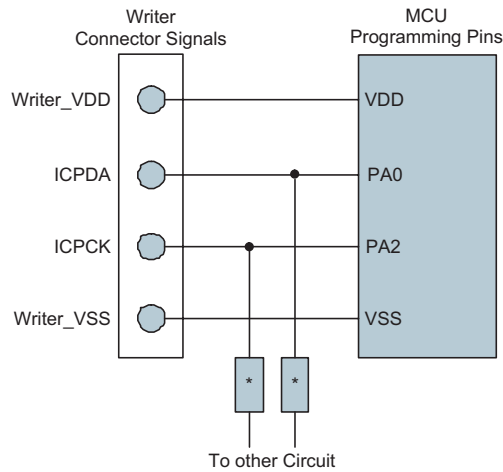 Writer
Connector Signals
MCU
Programming Pins
Writer_VDD
VDD
ICPDA
PA0
ICPCK
PA2
Writer_VSS
VSS
* *
To other Circuit